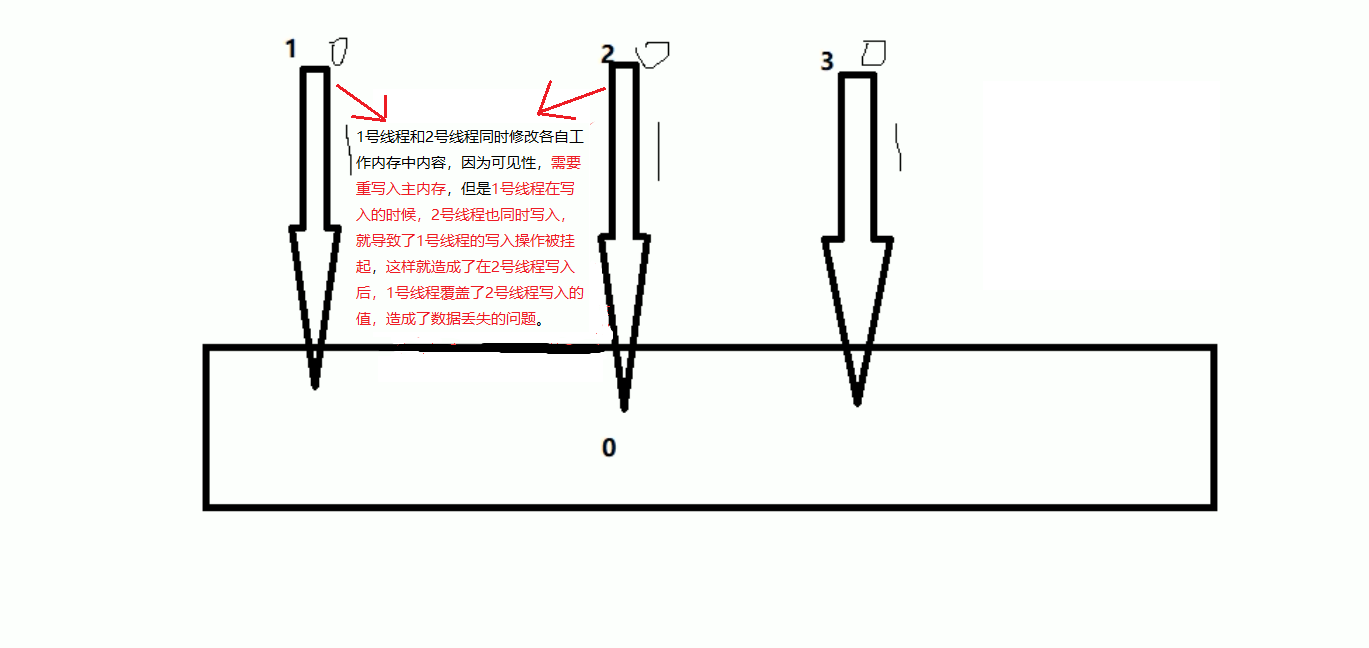 1
2
3
1号线程和2号线程同时修改各自工
作内存中内容，因为可见性，需要
重写入主内存，但是1号线程在写
入的时候，2号线程也同时写入，
就导致了1号线程的写入操作被挂
起，这样就造成了在2号线程写入
后，1号线程覆盖了2号线程写入的
值，造成了数据丢失的问题。
0